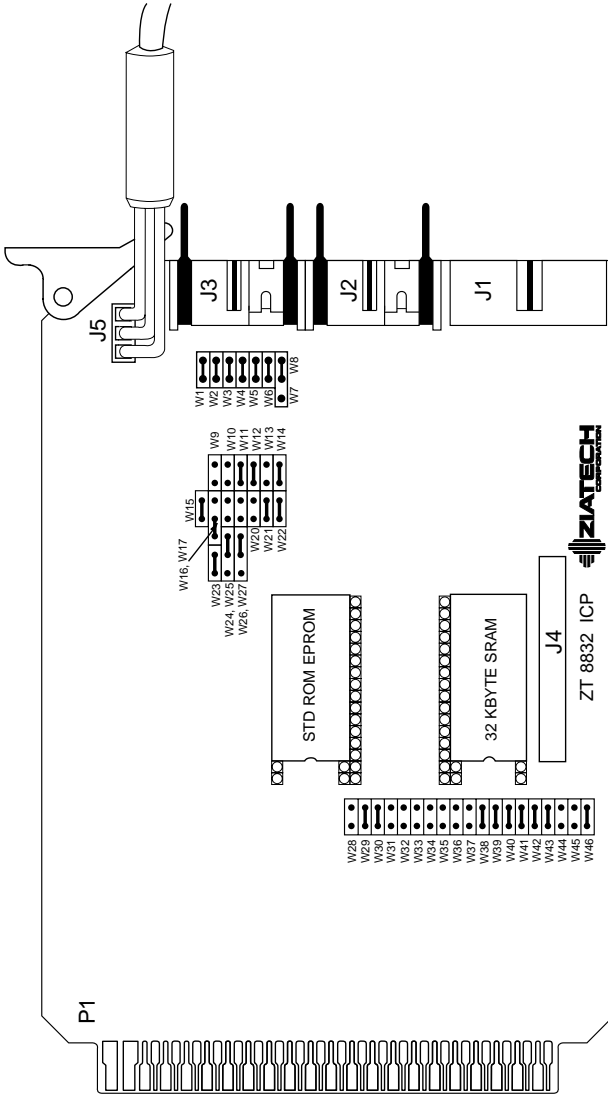 J5
J3
J2
J1
W1
W2
W3
W4
W5
W6
W7
W8
W9
W10
W11
W12
W13
W14
W15
W16, W17
W20
W21
W22
W23
W24, W25
W26, W27
STD ROM EPROM
32 KBYTE SRAM
J4
ZT 8832 ICP
ZIATECH
CORPORATION
W28
W29
W30
W31
W32
W33
W34
W35
W36
W37
W38
W39
W40
W41
W42
W43
W44
W45
W46
P1